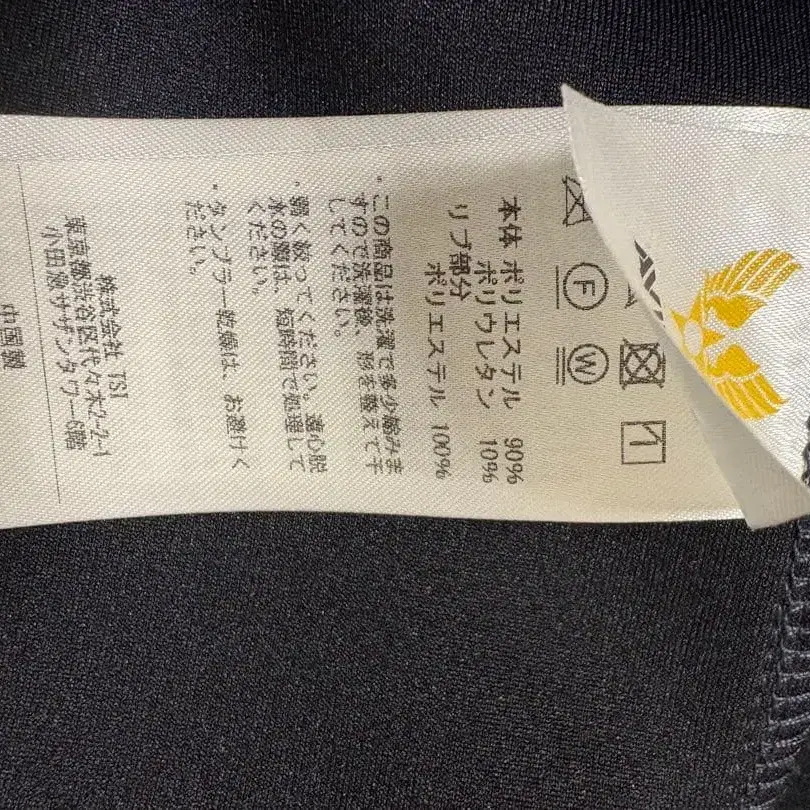 本体 ポリエステル 90%
ポリウレタン 10%
リブ部分
ポリエステル 100%
・この商品は洗濯で多少縮みま
すので洗濯後、形を整えて干
してください。
・軽く絞ってください。遠心脱
水の際は、短時間で処理して
ください。
・タンブラー乾燥は、お避けく
ださい。
株式会社 TSI
東京都渋谷区代々木2-2-1
小田急サザンタワー6階
中国製
F
W